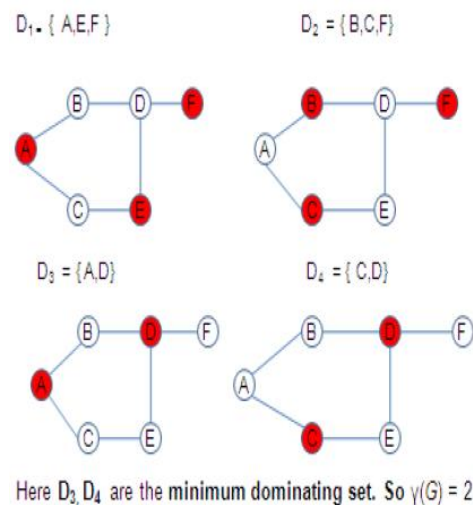 D₁₌ { A,E,F }
D₂ = {B,C,F}
B D F
A
C E
B D F
A
C E
D₃ = {A,D}
D₄ = { C,D}
B D F
A
C E
B D F
A
C E
Here D₃, D₄ are the minimum dominating set. So γ(G) = 2